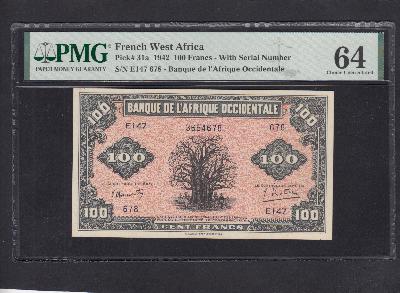 PMG
PAPER MONEY GUARANTY
French West Africa
Pick# 31a 1942 100 Francs - With Serial Number
S/N E147 678 - Banque de l'Afrique Occidentale
64
Choice Uncirculated
100 BANQUE DE L'AFRIQUE OCCIDENTALE 100
E147 3664678 678
100 100
678 E147
100 CENT FRANCS 100